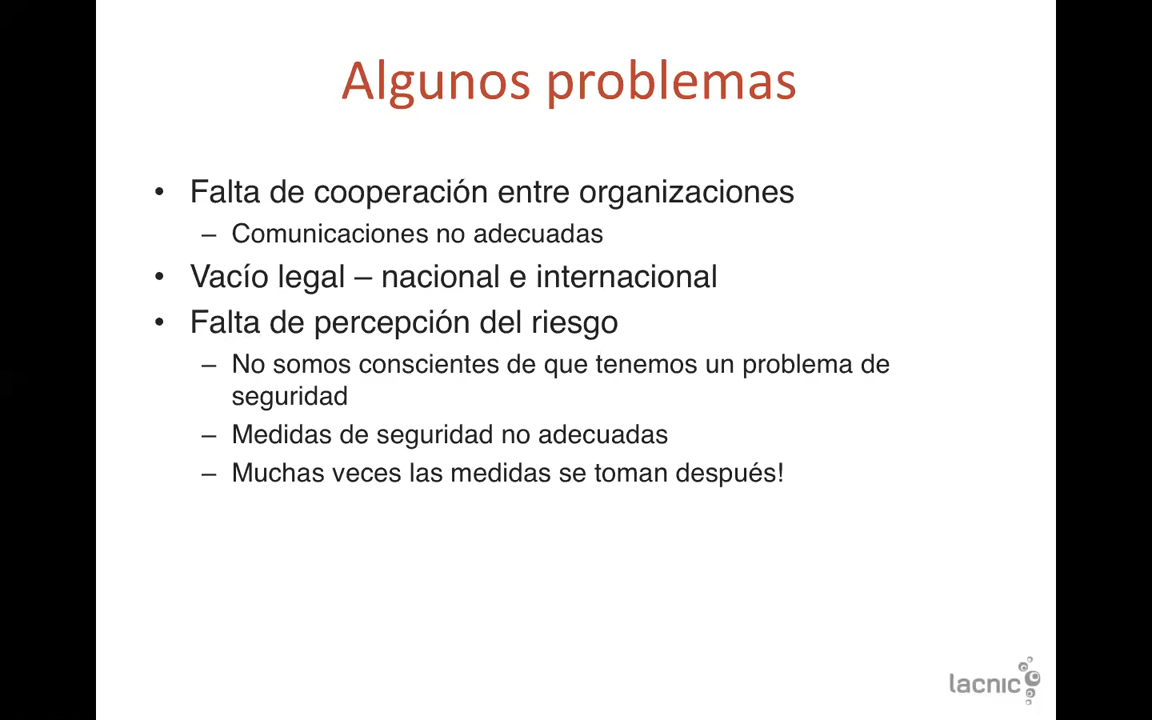 Algunos problemas
• Falta de cooperación entre organizaciones
– Comunicaciones no adecuadas
• Vacío legal – nacional e internacional
• Falta de percepción del riesgo
– No somos conscientes de que tenemos un problema de
seguridad
– Medidas de seguridad no adecuadas
– Muchas veces las medidas se toman después!
lacnic